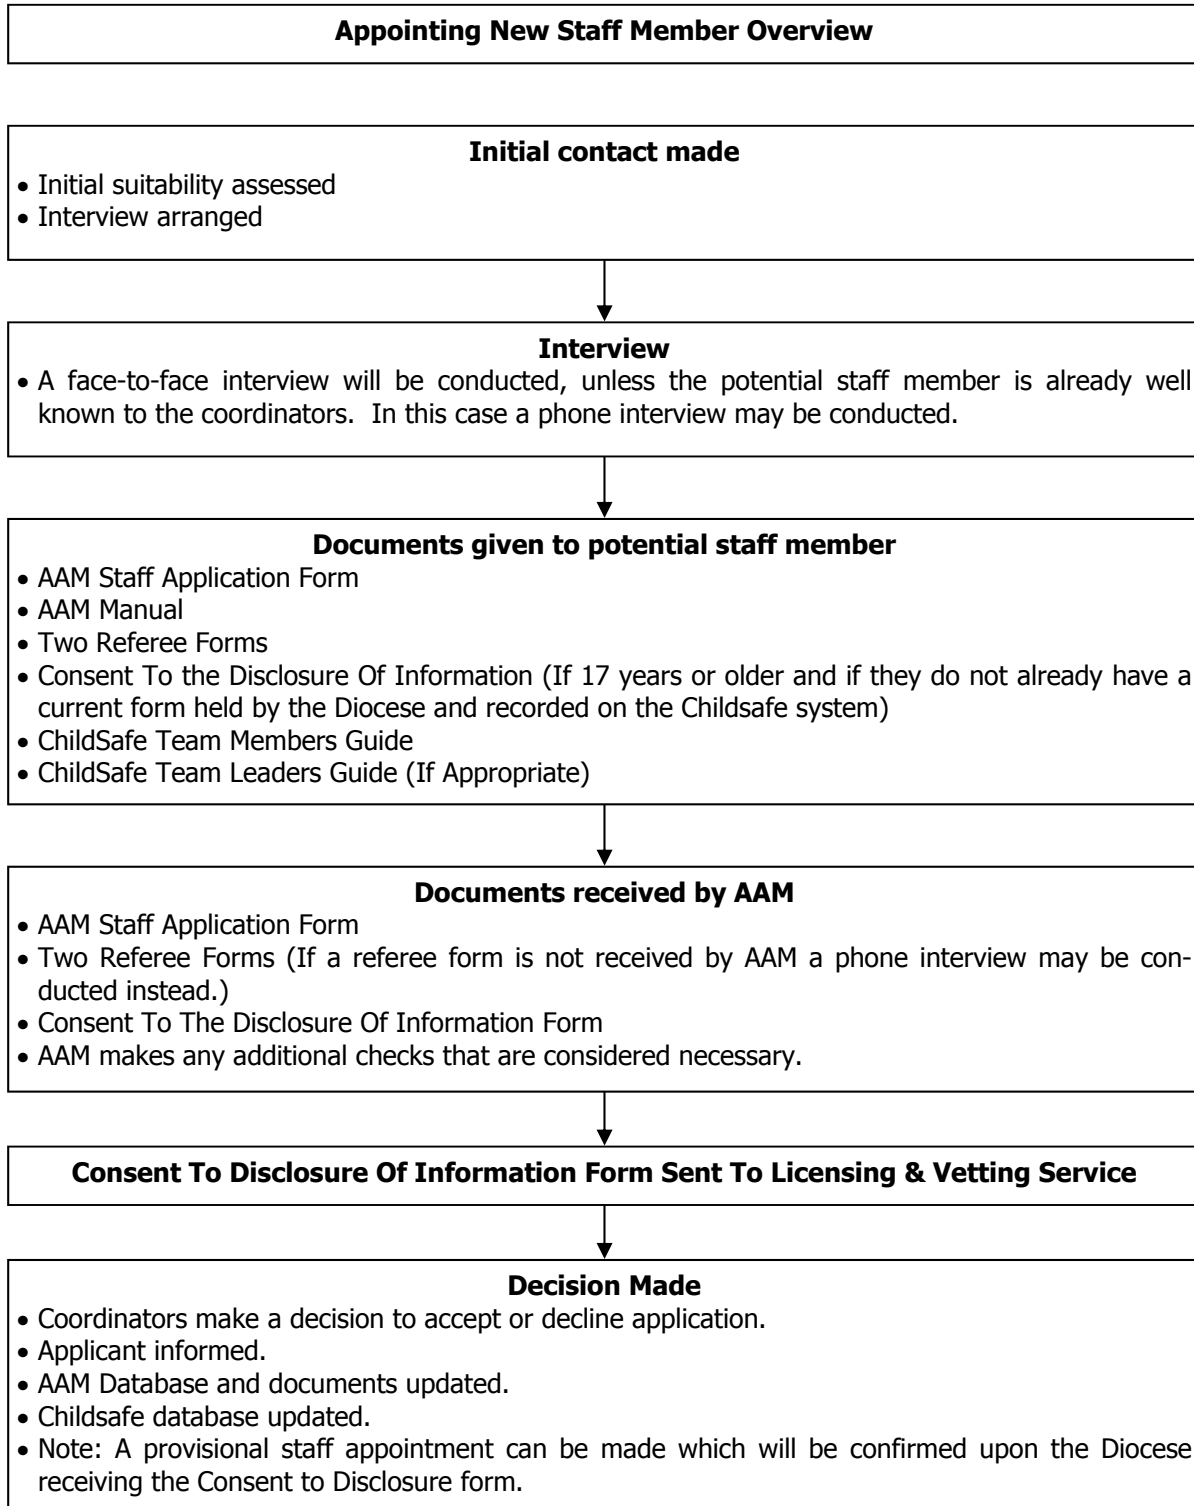 Appointing New Staff Member Overview
Initial contact made
• Initial suitability assessed
• Interview arranged
Interview
• A face-to-face interview will be conducted, unless the potential staff member is already well
known to the coordinators.  In this case a phone interview may be conducted.
Documents given to potential staff member
• AAM Staff Application Form
• AAM Manual
• Two Referee Forms
• Consent To the Disclosure Of Information (If 17 years or older and if they do not already have a
current form held by the Diocese and recorded on the Childsafe system)
• ChildSafe Team Members Guide
• ChildSafe Team Leaders Guide (If Appropriate)
Documents received by AAM
• AAM Staff Application Form
• Two Referee Forms (If a referee form is not received by AAM a phone interview may be con-
ducted instead.)
• Consent To The Disclosure Of Information Form
• AAM makes any additional checks that are considered necessary.
Consent To Disclosure Of Information Form Sent To Licensing & Vetting Service
Decision Made
• Coordinators make a decision to accept or decline application.
• Applicant informed.
• AAM Database and documents updated.
• Childsafe database updated.
• Note: A provisional staff appointment can be made which will be confirmed upon the Diocese
receiving the Consent to Disclosure form.